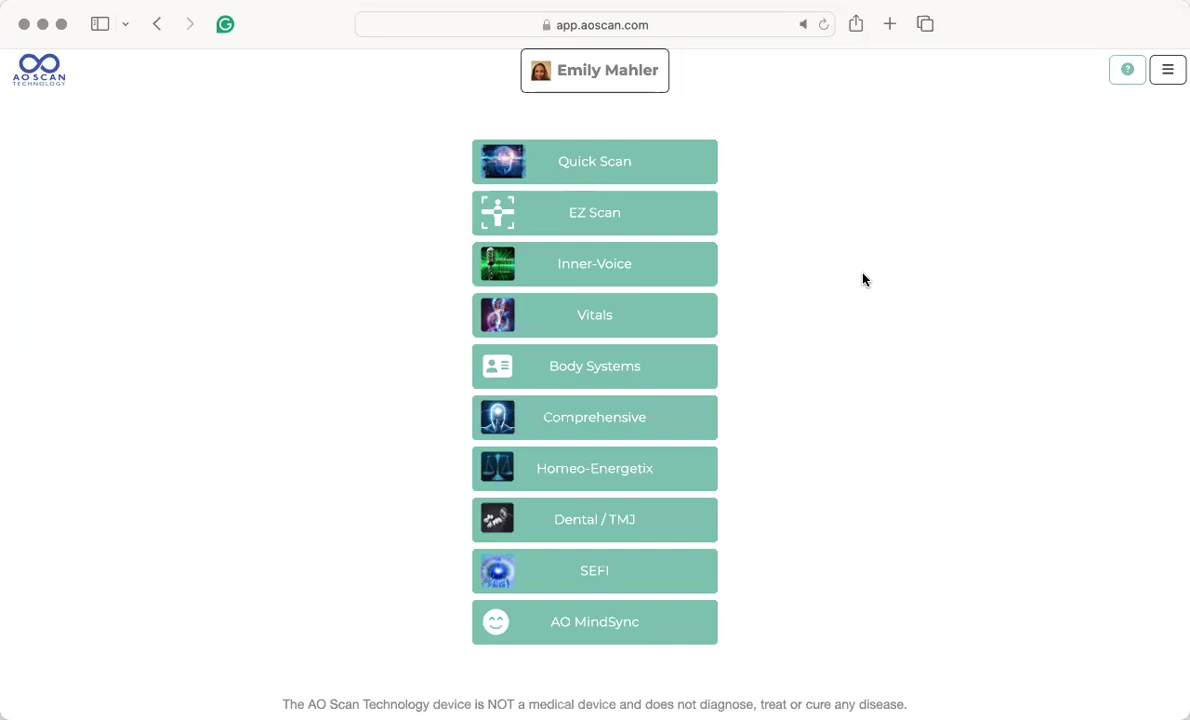 app.aoscan.com
AO SCAN
TECHNOLOGY
Emily Mahler
Quick Scan
EZ Scan
Inner-Voice
Vitals
Body Systems
Comprehensive
Homeo-Energetix
Dental / TMJ
SEFI
AO MindSync
The AO Scan Technology device is NOT a medical device and does not diagnose, treat or cure any disease.